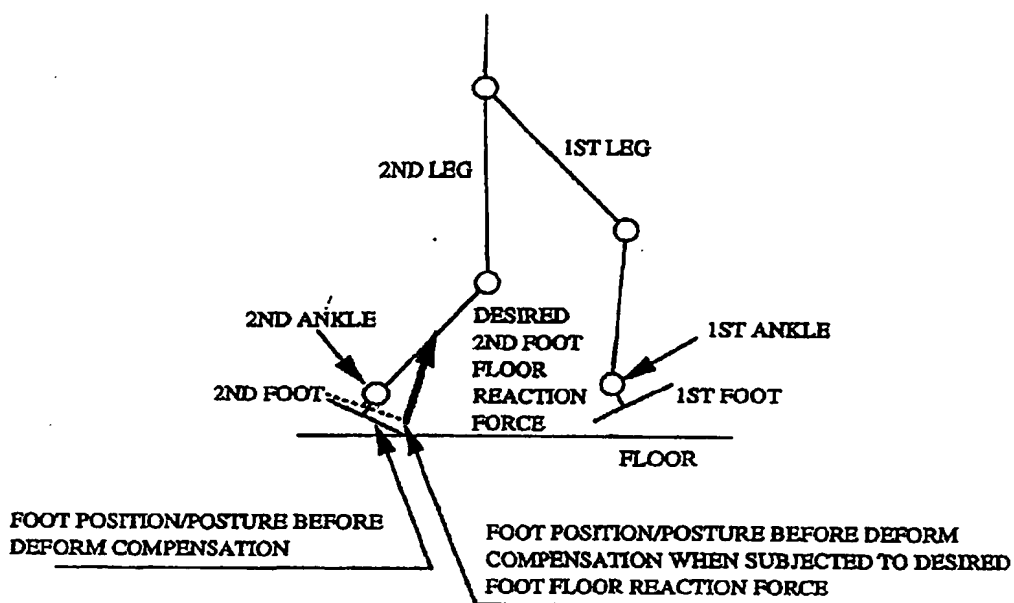 1ST LEG
2ND LEG
2ND ANKLE
DESIRED
2ND FOOT
FLOOR
REACTION
FORCE
1ST ANKLE
2ND FOOT
1ST FOOT
FLOOR
FOOT POSITION/POSTURE BEFORE
DEFORM COMPENSATION
FOOT POSITION/POSTURE BEFORE DEFORM
COMPENSATION WHEN SUBJECTED TO DESIRED
FOOT FLOOR REACTION FORCE